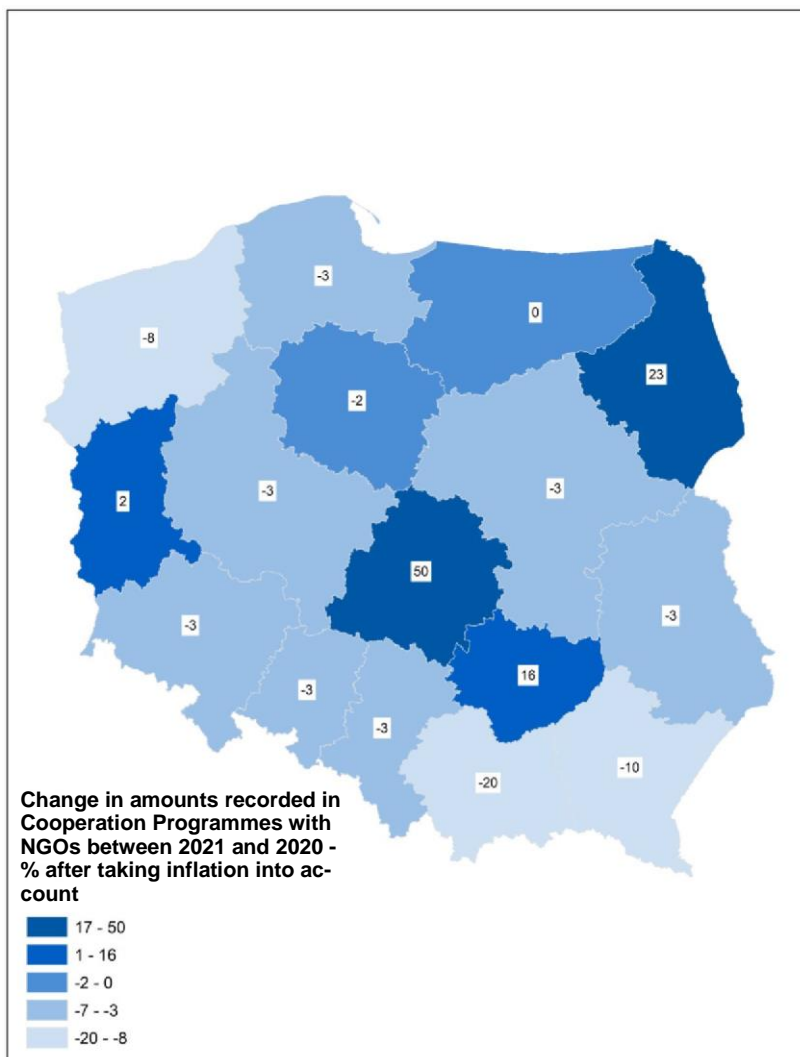 -3
0
-8
23
-2
2
-3
-3
50
-3
-3
16
-3
-3
-20
-10
Change in amounts recorded in
Cooperation Programmes with
NGOs between 2021 and 2020 -
% after taking inflation into ac-
count
17 - 50
1 - 16
-2 - 0
-7 - -3
-20 - -8